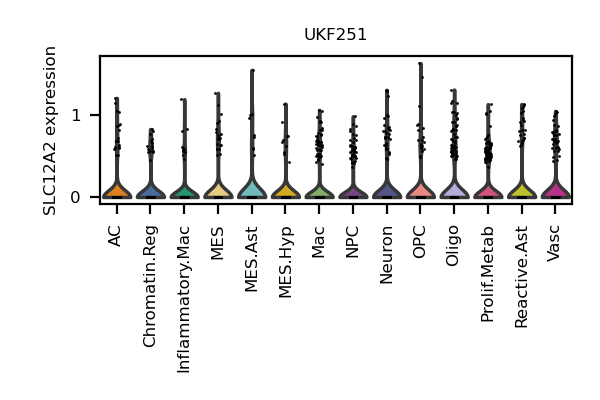 UKF251
SLC12A2 expression
1
0
AC
Chromatin.Reg
Inflammatory.Mac
MES
MES.Ast
MES.Hyp
Mac
NPC
Neuron
OPC
Oligo
Prolif.Metab
Reactive.Ast
Vasc